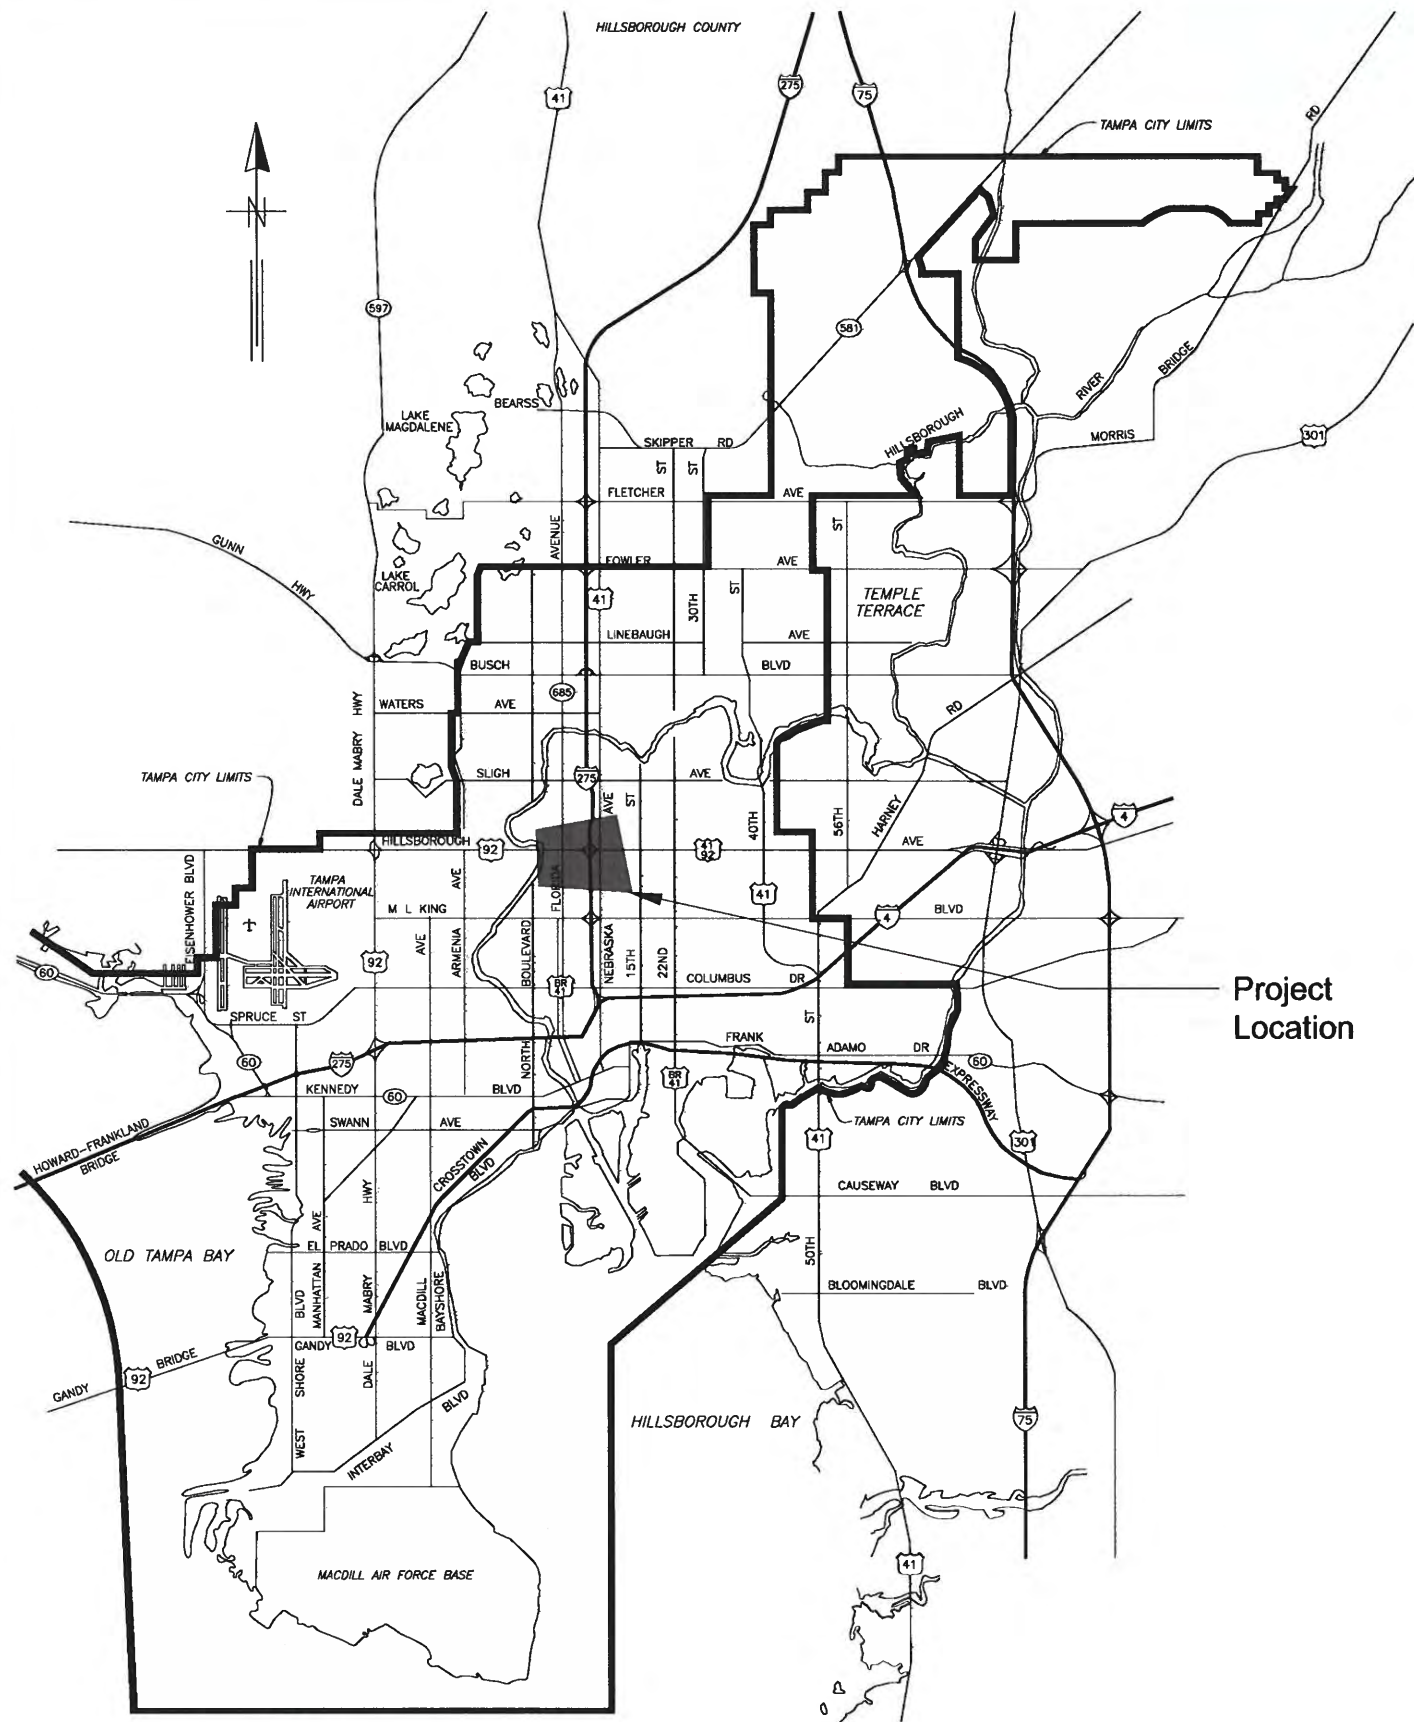 HILLSBOROUGH COUNTY
41
275
75
TAMPA CITY LIMITS
RD
N
597
581
BRIDGE
RIVER
BEARSS
LAKE
MAGDALENE
HILLSBOROUGH
SKIPPER RD
MORRIS
301
ST
ST
FLETCHER AVE
AVENUE
ST
GUNN
HWY
FOWLER AVE
LAKE
CARROL
41
30TH
ST
TEMPLE
TERRACE
LINEBAUGH AVE
BUSCH BLVD
685
WATERS AVE
DALE MABRY HWY
RD
TAMPA CITY LIMITS
SLIGH AVE
275
AVE
ST
40TH
56TH
HARNEY
4
HILLSBOROUGH
92
41
92
AVE
EISENHOWER BLVD
TAMPA
INTERNATIONAL
AIRPORT
AVE
FLORIDA
41
M L KING BLVD
4
AVE
ARMENIA
BOULEVARD
NEBRASKA
15TH
22ND
60
92
COLUMBUS DR
BR
41
Project
Location
SPRUCE ST
ST
FRANK
ADAMO DR
60
60
275
NORTH
BR
41
EXPRESSWAY
KENNEDY
60
BLVD
SWANN AVE
TAMPA CITY LIMITS
41
301
HOWARD-FRANKLAND
BRIDGE
CROSSTOWN
BLVD
HWY
CAUSEWAY BLVD
AVE
OLD TAMPA BAY
EL PRADO BLVD
50TH
BLVD
MANHATTAN
MABRY
MACDILL
BAYSHORE
BLOOMINGDALE BLVD
92
GANDY BLVD
GANDY
92
BRIDGE
SHORE
DALE
BLVD
HILLSBOROUGH BAY
75
WEST
INTERBAY
41
MACDILL AIR FORCE BASE